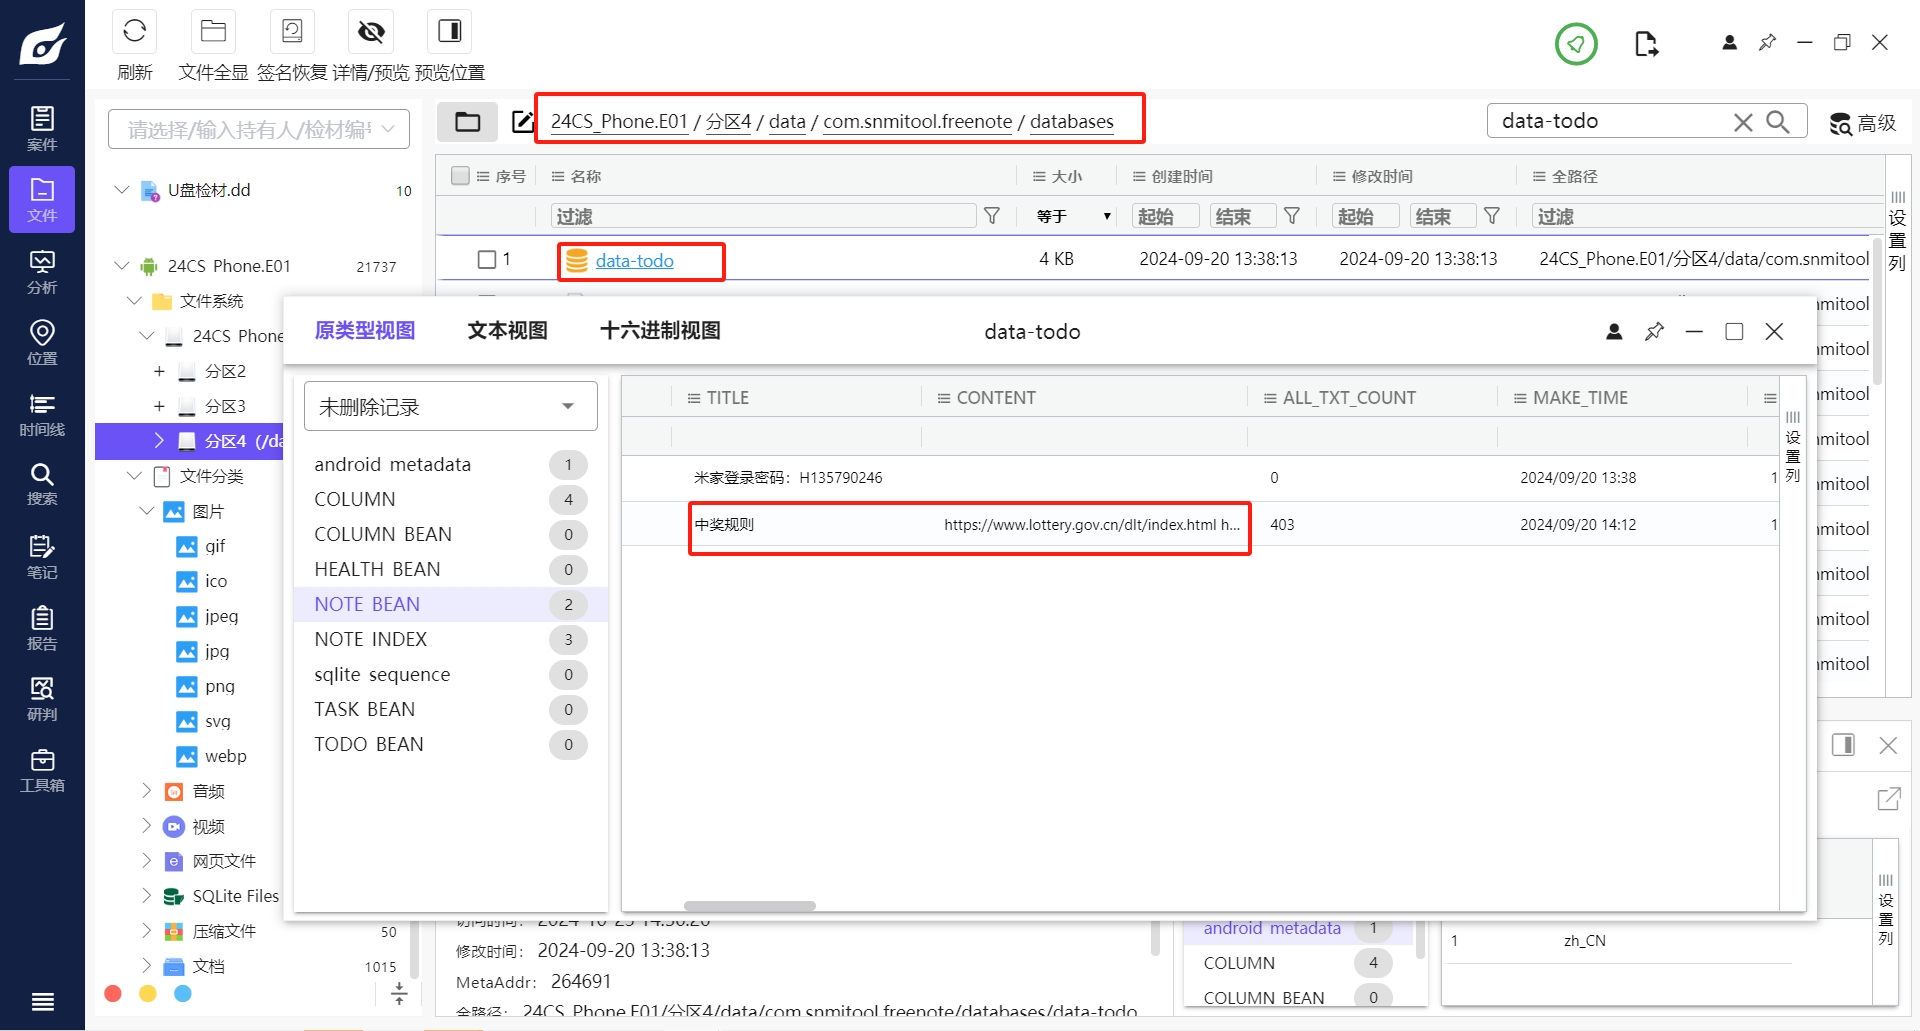 刷新
文件全显
签名恢复
详情/预览
预览位置
案件
文件
分析
位置
时间线
搜索
笔记
报告
研判
工具箱
请选择/输入持有人/检材编号
U盘检材.dd 10
24CS_Phone.E01 21737
文件系统
24CS_Phone
分区2
分区3
分区4 (/da
文件分类
图片
gif
ico
jpeg
jpg
png
svg
webp
音频
视频
网页文件
SQLite Files
压缩文件 50
文档 1015
24CS_Phone.E01 / 分区4 / data / com.snmitool.freenote / databases
data-todo
高级
序号 名称 大小 创建时间 修改时间 全路径
过滤 等于 起始 结束 起始 结束 过滤
1 data-todo 4 KB 2024-09-20 13:38:13 2024-09-20 13:38:13 24CS_Phone.E01/分区4/data/com.snmitool
设置列
nmitool
nmitool
nmitool
nmitool
nmitool
nmitool
nmitool
nmitool
nmitool
原类型视图 文本视图 十六进制视图 data-todo
未删除记录
android metadata 1
COLUMN 4
COLUMN BEAN 0
HEALTH BEAN 0
NOTE BEAN 2
NOTE INDEX 3
sqlite sequence 0
TASK BEAN 0
TODO BEAN 0
TITLE CONTENT ALL_TXT_COUNT MAKE_TIME
米家登录密码：H135790246 0 2024/09/20 13:38 1
中奖规则 https://www.lottery.gov.cn/dlt/index.html h... 403 2024/09/20 14:12 1
设置列
修改时间： 2024-09-20 13:38:13
MetaAddr: 264691
全路径： 24CS_Phone.E01/分区4/data/com.snmitool.freenote/databases/data-todo
android metadata 1
COLUMN 4
COLUMN BEAN 0
1 zh_CN
设置列